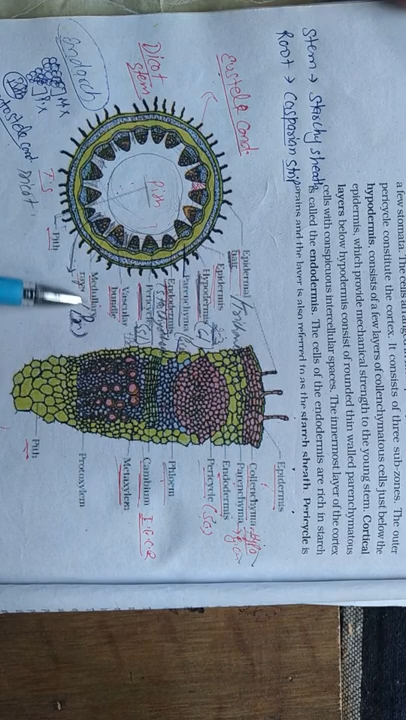 a few stomata. The cells
pericycle constitute the cortex. It consists of three sub-zones. The outer
hypodermis, consists of a few layers of collenchymatous cells just below the
epidermis, which provide mechanical strength to the young stem. Cortical
layers below hypodermis consist of rounded thin walled parenchymatous
cells with conspicuous intercellular spaces. The innermost layer of the cortex
is called the endodermis. The cells of the endodermis are rich in starch
grains and the layer is also referred to as the starch sheath. Pericycle is
Stem → Starchy sheath
Root → Casparian strip
Eustele cond.
Dicot
stem
Endarch
Pith
Epidermal
hair
Epidermis
Hypodermis
Parenchyma
Endodermis
Pericycle
Vascular
bundle
Medullary
rays
Pith
T.S
Epidermis
Collenchyma
Parenchyma
Endodermis
Pericycle
Phloem
Cambium
Metaxylem
Protoxylem
Pith